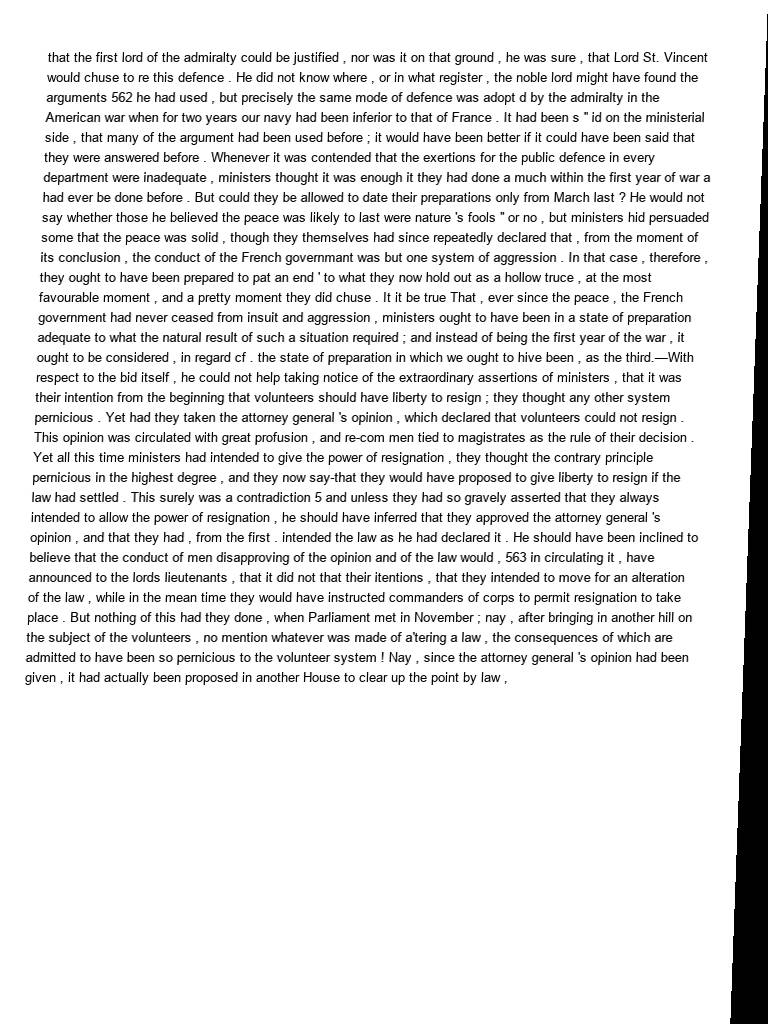 that the first lord of the admiralty could be justified , nor was it on that ground , he was sure , that Lord St. Vincent
would chuse to re this defence . He did not know where , or in what register , the noble lord might have found the
arguments 562 he had used , but precisely the same mode of defence was adopt d by the admiralty in the
American war when for two years our navy had been inferior to that of France . It had been s " id on the ministerial
side , that many of the argument had been used before ; it would have been better if it could have been said that
they were answered before . Whenever it was contended that the exertions for the public defence in every
department were inadequate , ministers thought it was enough it they had done a much within the first year of war a
had ever be done before . But could they be allowed to date their preparations only from March last ? He would not
say whether those he believed the peace was likely to last were nature 's fools " or no , but ministers hid persuaded
some that the peace was solid , though they themselves had since repeatedly declared that , from the moment of
its conclusion , the conduct of the French governmant was but one system of aggression . In that case , therefore ,
they ought to have been prepared to pat an end ' to what they now hold out as a hollow truce , at the most
favourable moment , and a pretty moment they did chuse . It it be true That , ever since the peace , the French
government had never ceased from insuit and aggression , ministers ought to have been in a state of preparation
adequate to what the natural result of such a situation required ; and instead of being the first year of the war , it
ought to be considered , in regard cf . the state of preparation in which we ought to hive been , as the third.—With
respect to the bid itself , he could not help taking notice of the extraordinary assertions of ministers , that it was
their intention from the beginning that volunteers should have liberty to resign ; they thought any other system
pernicious . Yet had they taken the attorney general 's opinion , which declared that volunteers could not resign .
This opinion was circulated with great profusion , and re-com men tied to magistrates as the rule of their decision .
Yet all this time ministers had intended to give the power of resignation , they thought the contrary principle
pernicious in the highest degree , and they now say-that they would have proposed to give liberty to resign if the
law had settled . This surely was a contradiction 5 and unless they had so gravely asserted that they always
intended to allow the power of resignation , he should have inferred that they approved the attorney general 's
opinion , and that they had , from the first . intended the law as he had declared it . He should have been inclined to
believe that the conduct of men disapproving of the opinion and of the law would , 563 in circulating it , have
announced to the lords lieutenants , that it did not that their itentions , that they intended to move for an alteration
of the law , while in the mean time they would have instructed commanders of corps to permit resignation to take
place . But nothing of this had they done , when Parliament met in November ; nay , after bringing in another hill on
the subject of the volunteers , no mention whatever was made of a'tering a law , the consequences of which are
admitted to have been so pernicious to the volunteer system ! Nay , since the attorney general 's opinion had been
given , it had actually been proposed in another House to clear up the point by law ,